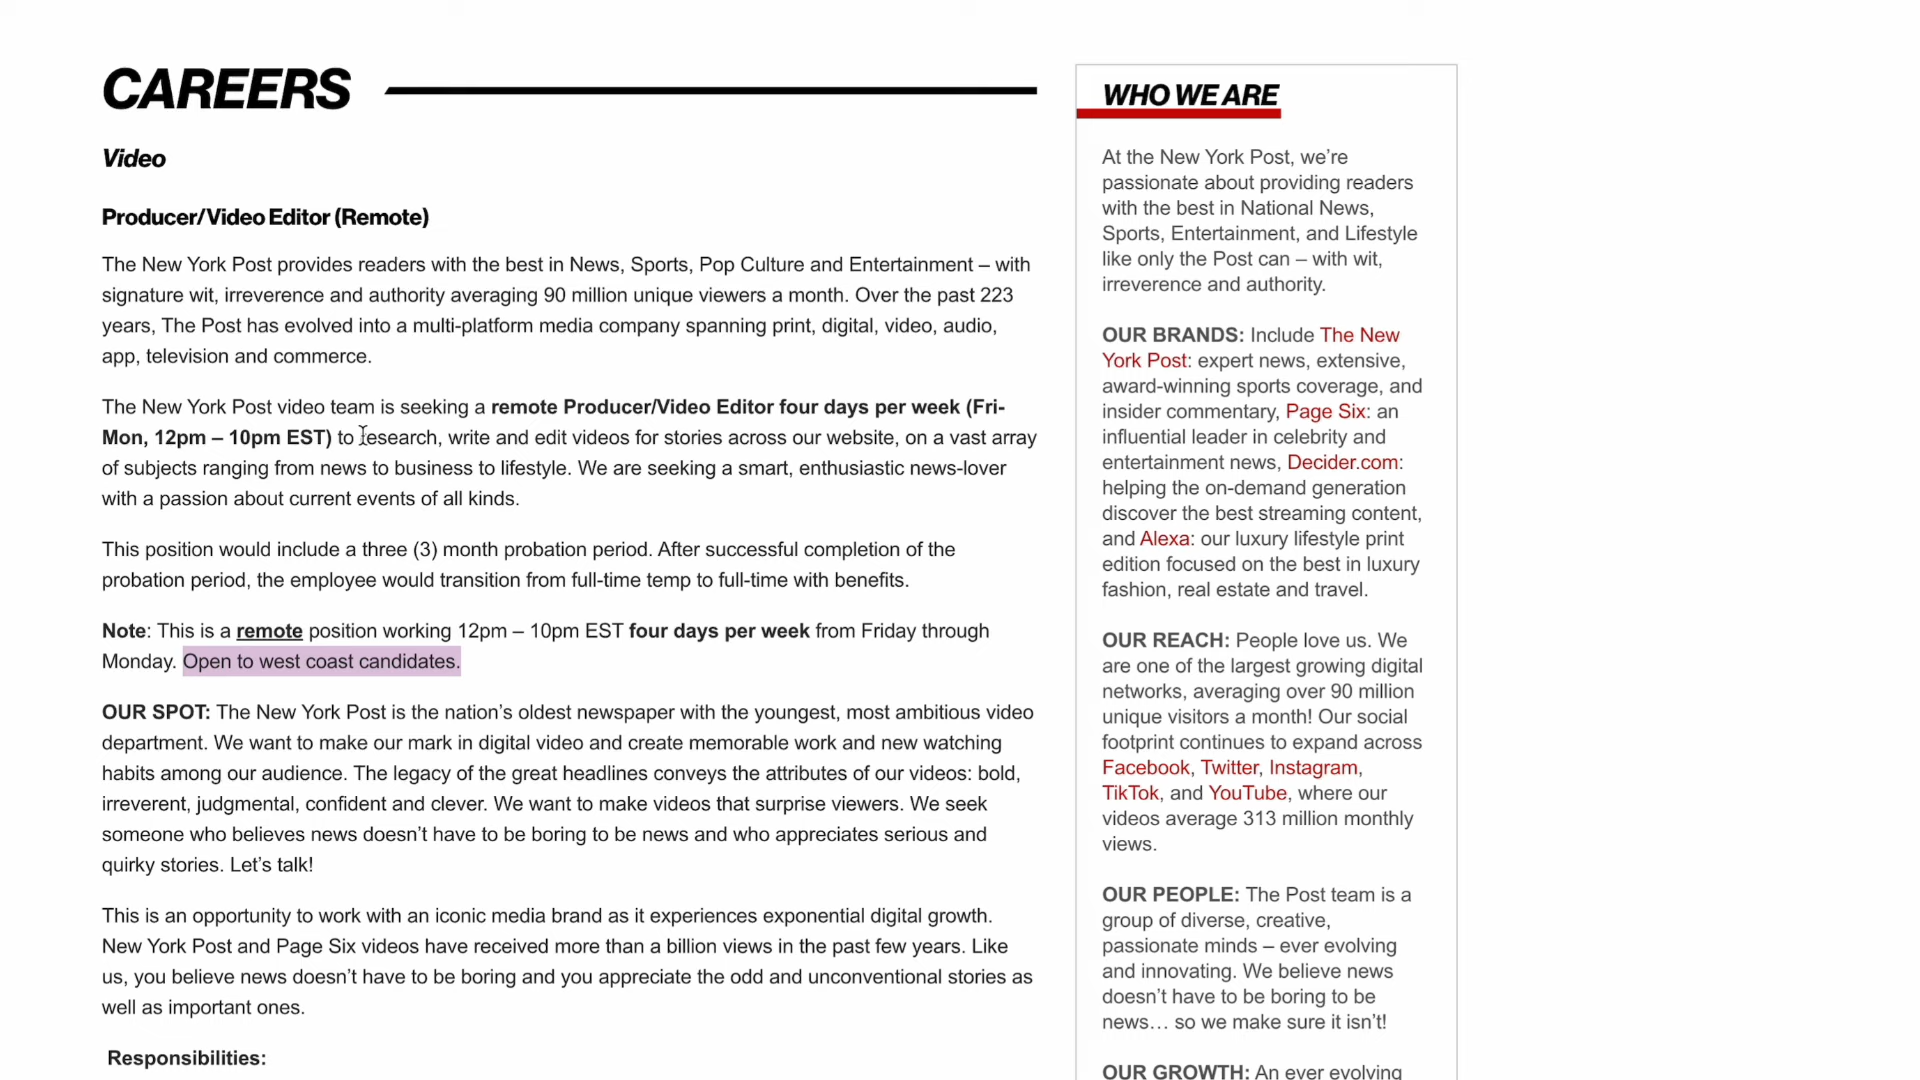 CAREERS
Video
Producer/Video Editor (Remote)
The New York Post provides readers with the best in News, Sports, Pop Culture and Entertainment – with
signature wit, irreverence and authority averaging 90 million unique viewers a month. Over the past 223
years, The Post has evolved into a multi-platform media company spanning print, digital, video, audio,
app, television and commerce.
The New York Post video team is seeking a remote Producer/Video Editor four days per week (Fri-
Mon, 12pm – 10pm EST) to research, write and edit videos for stories across our website, on a vast array
of subjects ranging from news to business to lifestyle. We are seeking a smart, enthusiastic news-lover
with a passion about current events of all kinds.
This position would include a three (3) month probation period. After successful completion of the
probation period, the employee would transition from full-time temp to full-time with benefits.
Note: This is a remote position working 12pm – 10pm EST four days per week from Friday through
Monday. Open to west coast candidates.
OUR SPOT: The New York Post is the nation’s oldest newspaper with the youngest, most ambitious video
department. We want to make our mark in digital video and create memorable work and new watching
habits among our audience. The legacy of the great headlines conveys the attributes of our videos: bold,
irreverent, judgmental, confident and clever. We want to make videos that surprise viewers. We seek
someone who believes news doesn’t have to be boring to be news and who appreciates serious and
quirky stories. Let’s talk!
This is an opportunity to work with an iconic media brand as it experiences exponential digital growth.
New York Post and Page Six videos have received more than a billion views in the past few years. Like
us, you believe news doesn’t have to be boring and you appreciate the odd and unconventional stories as
well as important ones.
Responsibilities:
WHO WE ARE
At the New York Post, we’re
passionate about providing readers
with the best in National News,
Sports, Entertainment, and Lifestyle
like only the Post can – with wit,
irreverence and authority.
OUR BRANDS: Include The New
York Post: expert news, extensive,
award-winning sports coverage, and
insider commentary, Page Six: an
influential leader in celebrity and
entertainment news, Decider.com:
helping the on-demand generation
discover the best streaming content,
and Alexa: our luxury lifestyle print
edition focused on the best in luxury
fashion, real estate and travel.
OUR REACH: People love us. We
are one of the largest growing digital
networks, averaging over 90 million
unique visitors a month! Our social
footprint continues to expand across
Facebook, Twitter, Instagram,
TikTok, and YouTube, where our
videos average 313 million monthly
views.
OUR PEOPLE: The Post team is a
group of diverse, creative,
passionate minds – ever evolving
and innovating. We believe news
doesn’t have to be boring to be
news… so we make sure it isn’t!
OUR GROWTH: An ever evolving